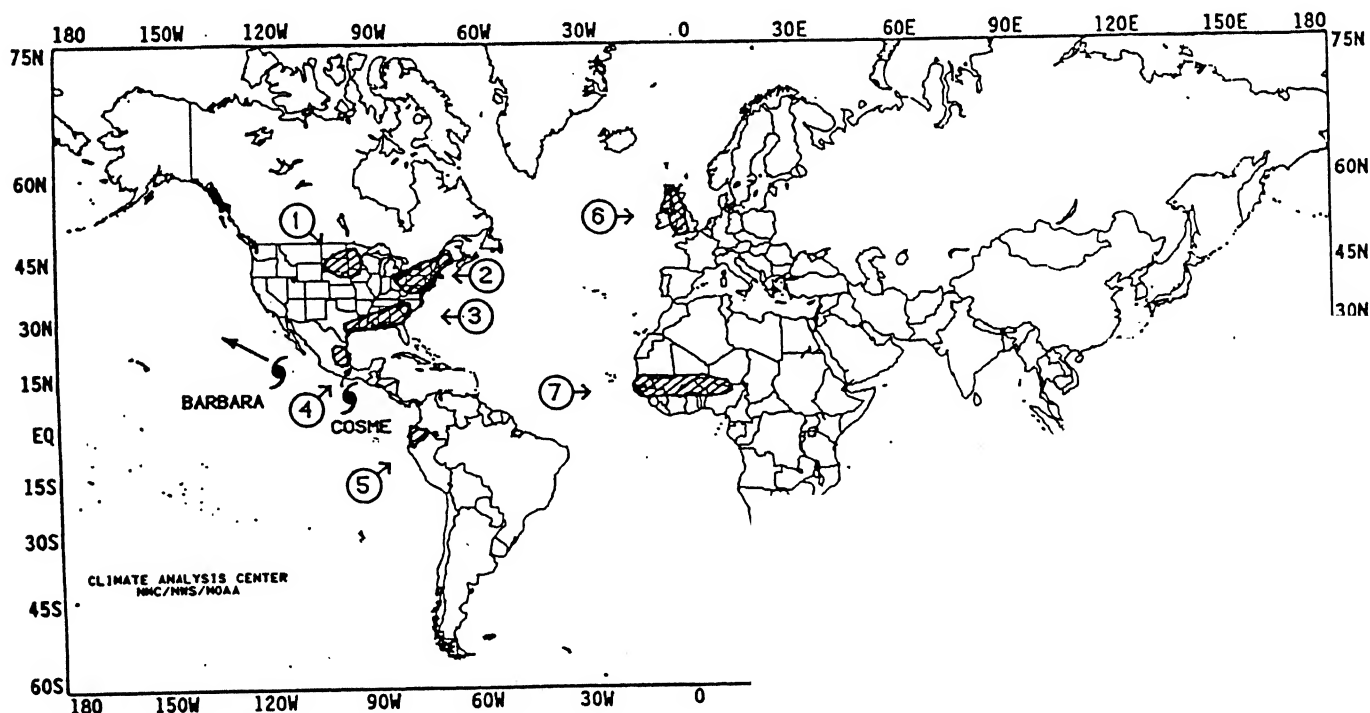 180 150W 120W 90W 60W 30W 0 30E 60E 90E 120E 150E 180
75N 75N
60N 60N
45N 45N
30N 30N
15N
EQ
15S
30S
45S
60S
1
2
3
4
5
6
7
BARBARA
COSME
CLIMATE ANALYSIS CENTER
NMC/NWS/NOAA
180 150W 120W 90W 60W 30W 0